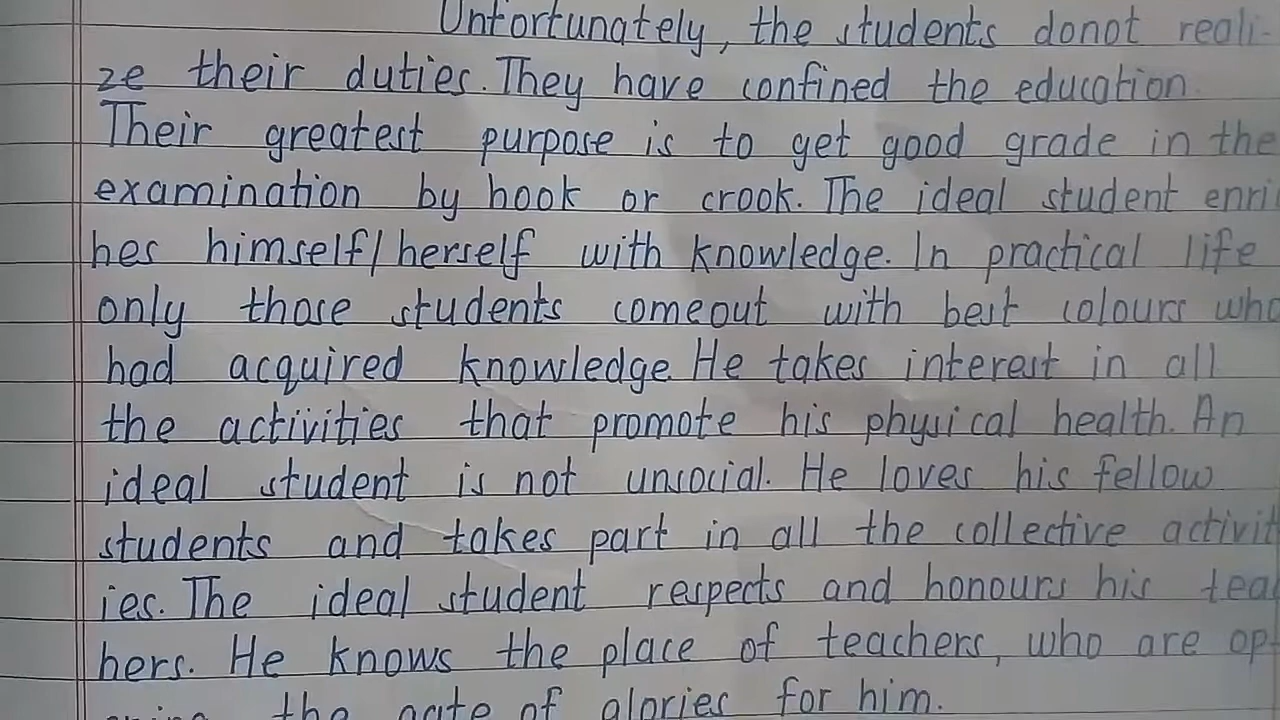 Unfortunately, the students donot reali-
ze their duties. They have confined the education.
Their greatest purpose is to get good grade in the
examination by hook or crook. The ideal student enri
hes himself/herself with knowledge. In practical life
only those students comeout with best colours who
had acquired knowledge He takes interest in all
the activities that promote his physical health. An
ideal student is not unsocial. He loves his fellow
students and takes part in all the collective activit
ies. The ideal student respects and honours his tea
hers. He knows the place of teachers, who are op
the gate of glories for him.